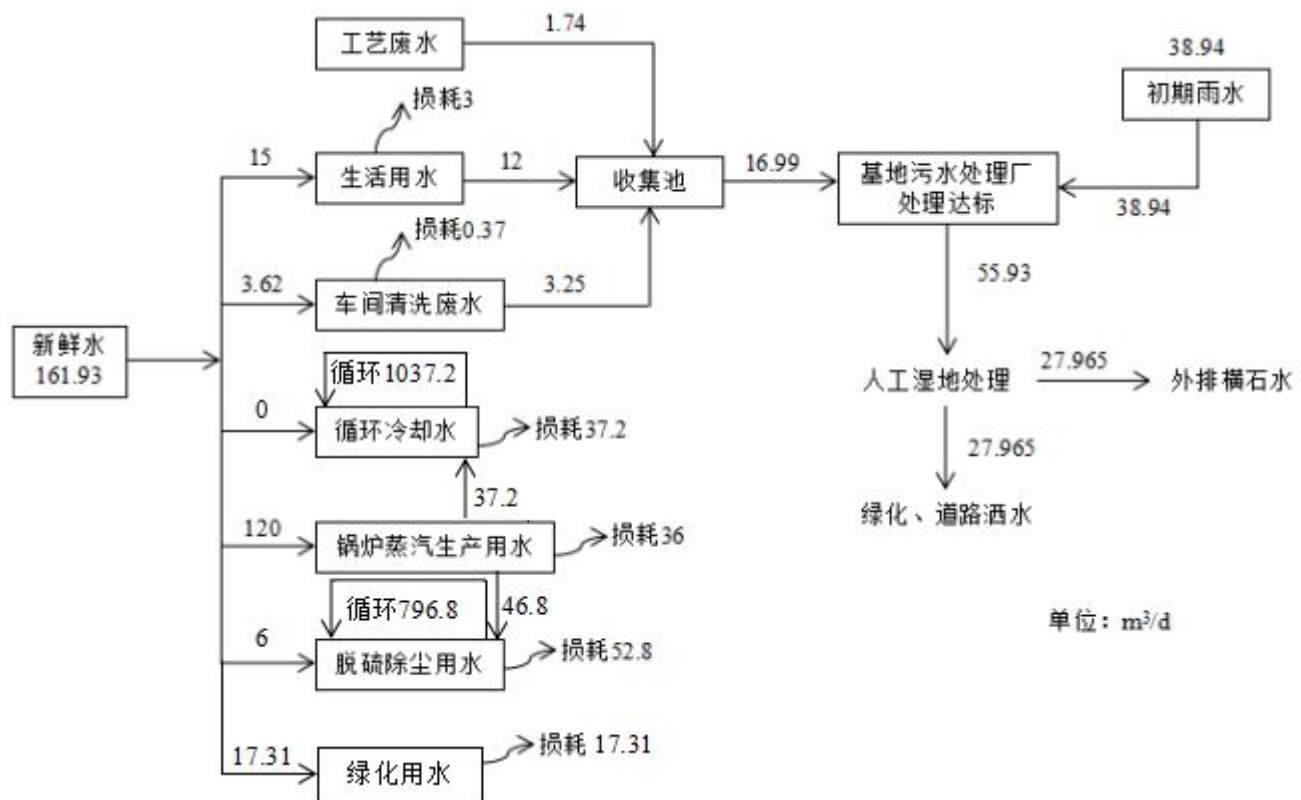 工艺废水
1.74
38.94
初期雨水
损耗3
15
生活用水
12
收集池
16.99
基地污水处理厂
处理达标
38.94
损耗0.37
3.62
车间清洗废水
3.25
55.93
新鲜水
161.93
循环1037.2
人工湿地处理
27.965
外排横石水
0
循环冷却水
损耗37.2
27.965
37.2
绿化、道路洒水
120
锅炉蒸汽生产用水
损耗36
循环796.8
46.8
单位：m³/d
6
脱硫除尘用水
损耗52.8
17.31
绿化用水
损耗 17.31